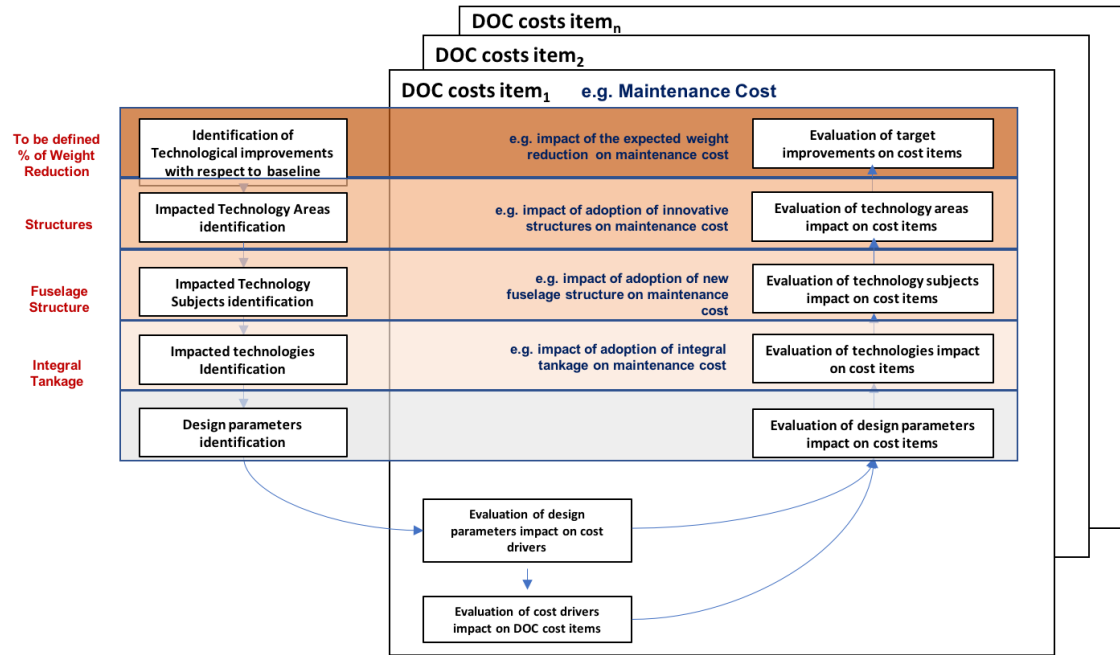 DOC costs itemn
DOC costs item2
DOC costs item1 e.g. Maintenance Cost
To be defined
% of Weight
Reduction
Identification of
Technological improvements
with respect to baseline
e.g. impact of the expected weight
reduction on maintenance cost
Evaluation of target
improvements on cost items
Structures
Impacted Technology Areas
identification
e.g. impact of adoption of innovative
structures on maintenance cost
Evaluation of technology areas
impact on cost items
Fuselage
Structure
Impacted Technology
Subjects identification
e.g. impact of adoption of new
fuselage structure on maintenance
cost
Evaluation of technology subjects
impact on cost items
Integral
Tankage
Impacted technologies
Identification
e.g. impact of adoption of integral
tankage on maintenance cost
Evaluation of technologies impact
on cost items
Design parameters
identification
Evaluation of design parameters
impact on cost items
Evaluation of design
parameters impact on cost
drivers
Evaluation of cost drivers
impact on DOC cost items